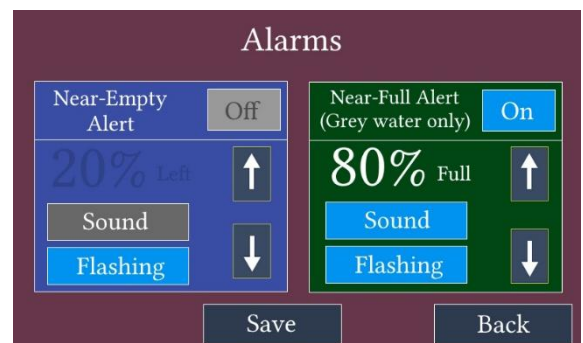 Alarms
Near-Empty
Alert
Off
20% Left
Sound
Flashing
Near-Full Alert
(Grey water only)
On
80% Full
Sound
Flashing
Save
Back